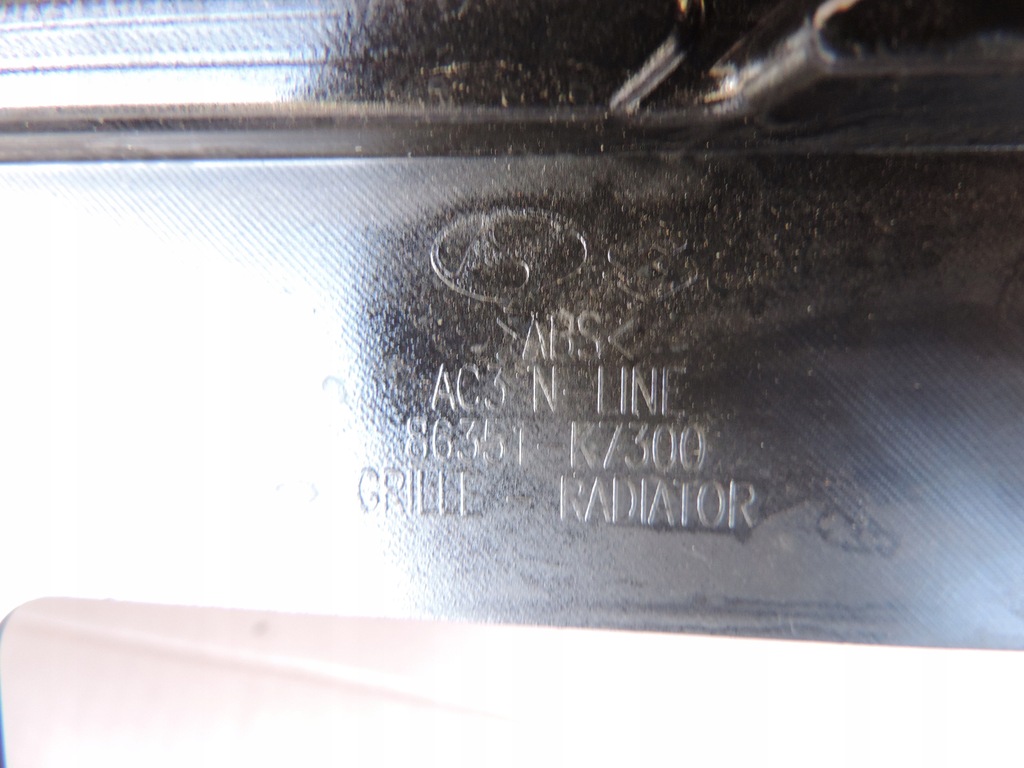 >ABS<
AC3 N LINE
86351 K7300
GRILLE - RADIATOR